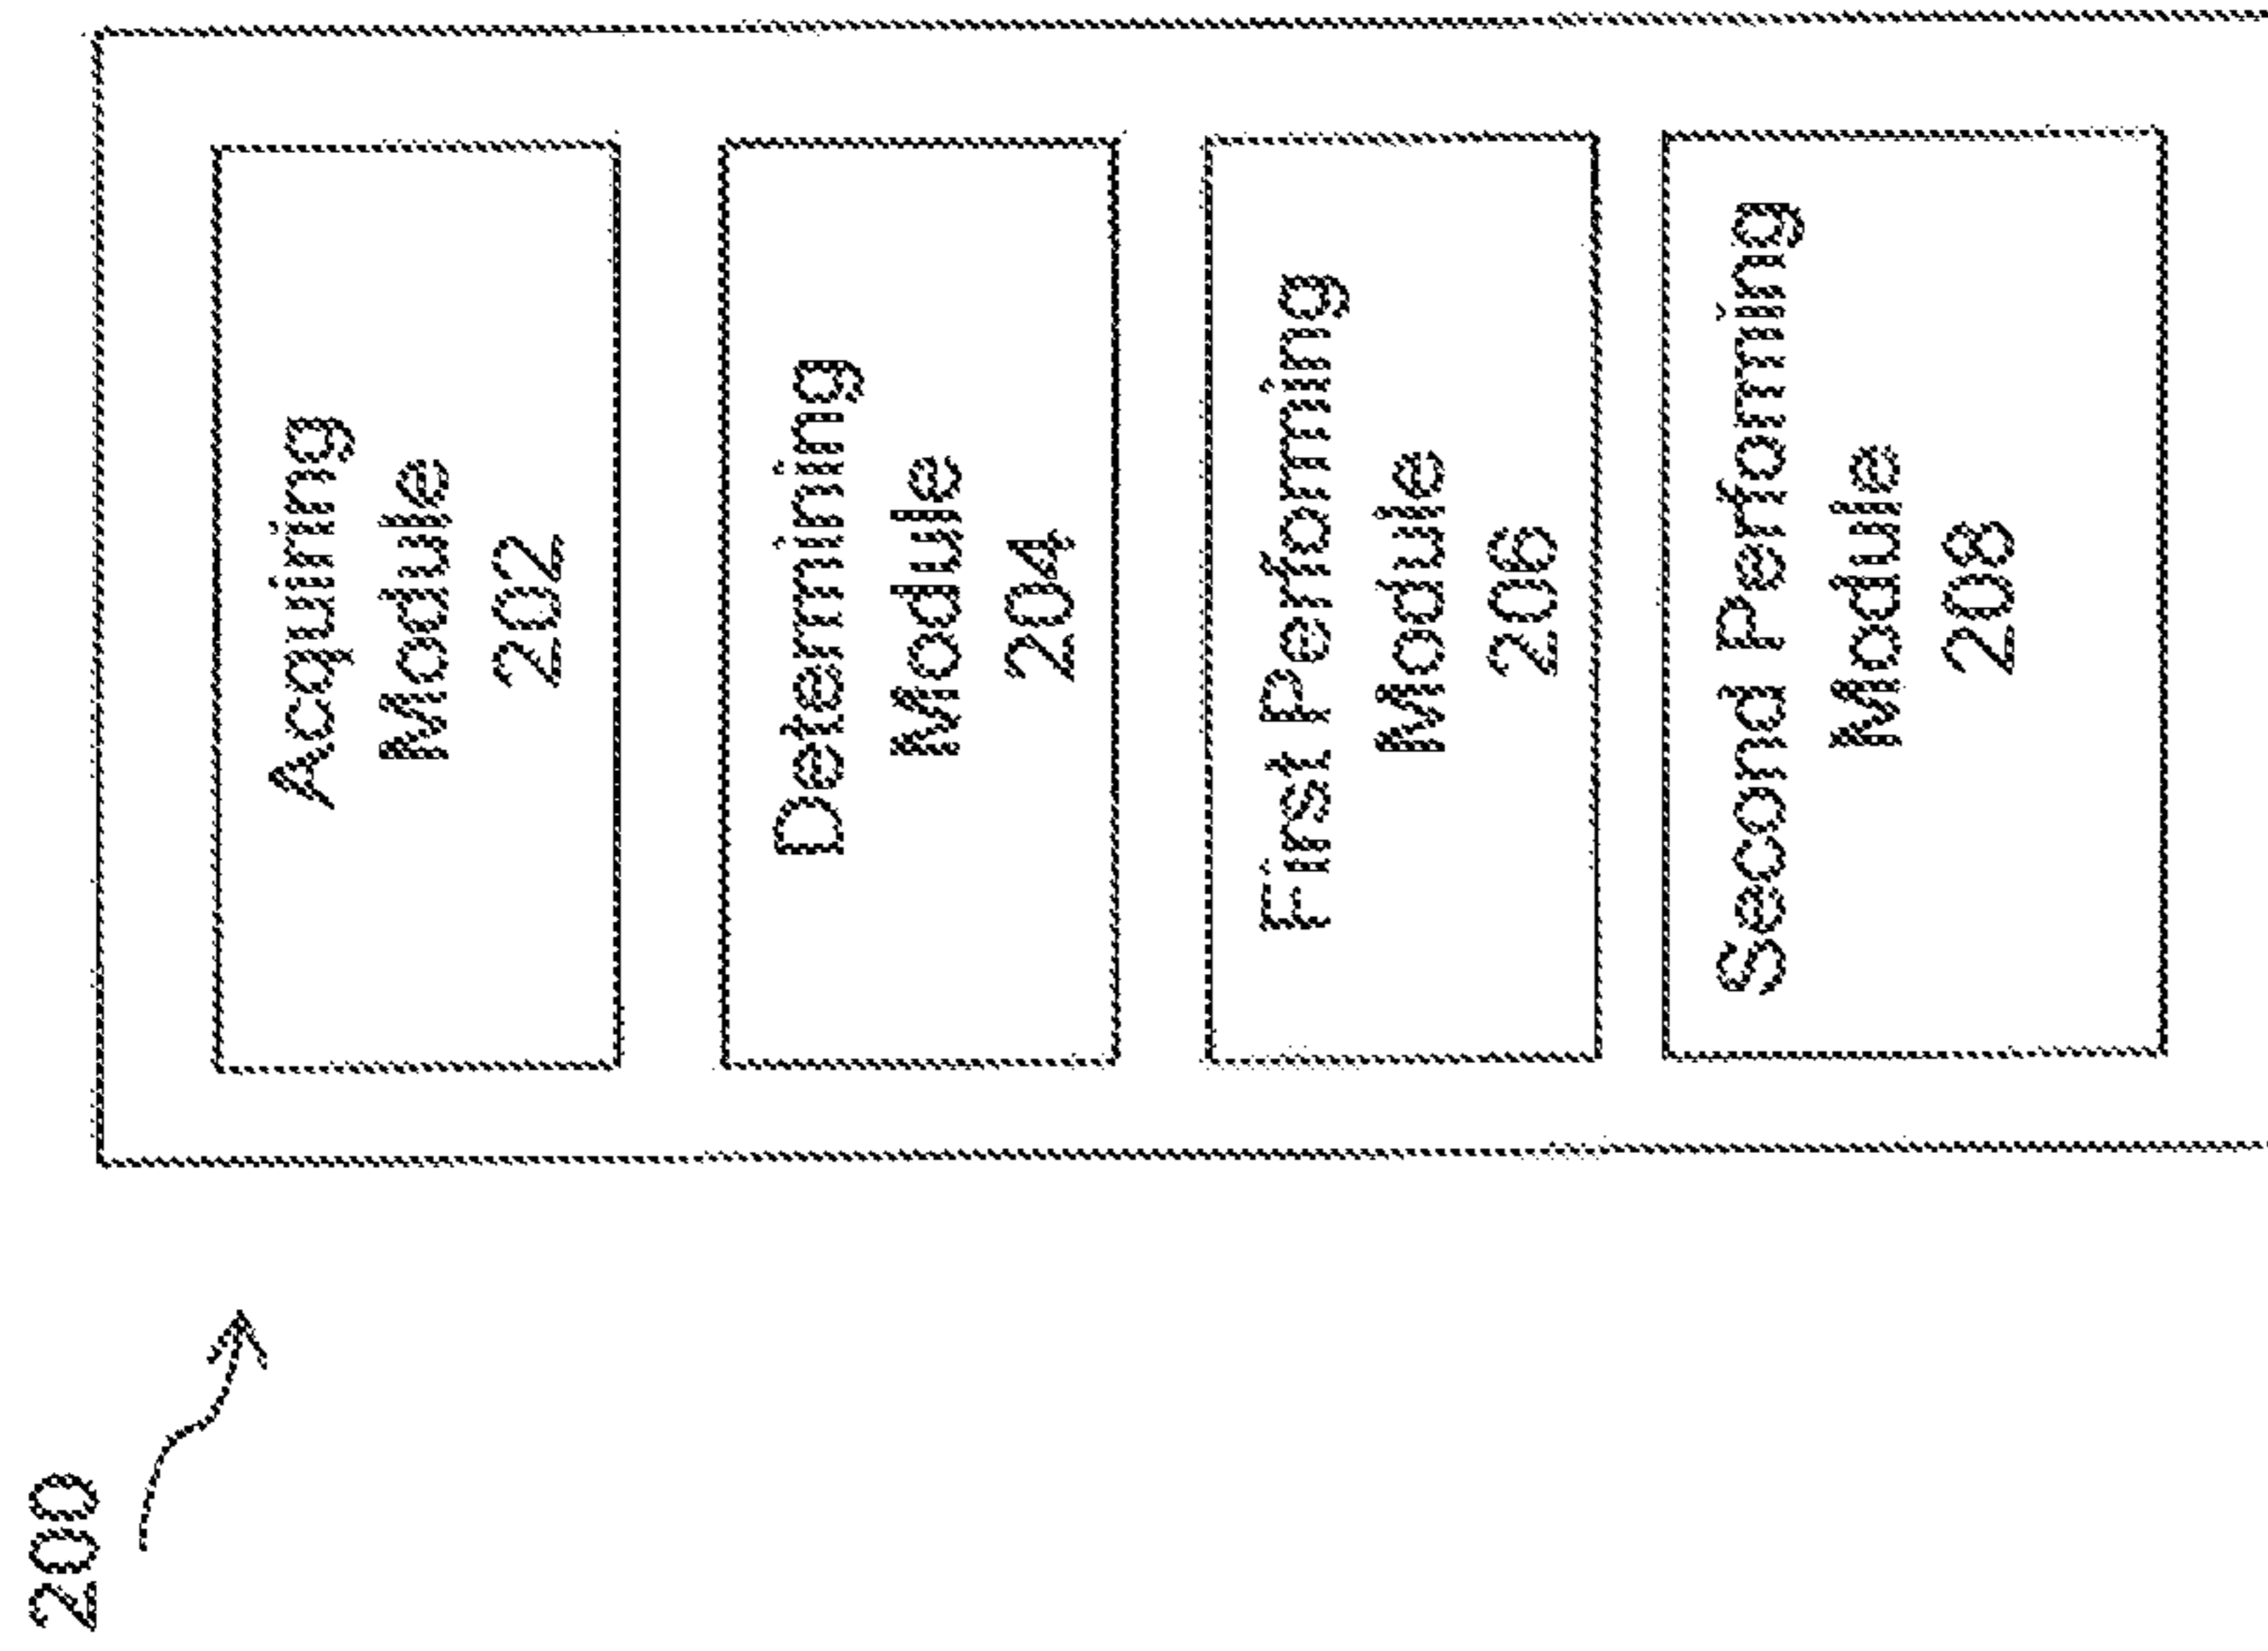 200
Acquiring
Module
202
Determining
Module
204
First Performing
Module
206
Second Performing
Module
208